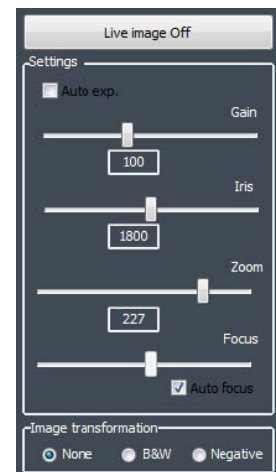 Live image Off
Settings
Auto exp.
Gain
100
Iris
1800
Zoom
227
Focus
Auto focus
Image transformation
None B&W Negative